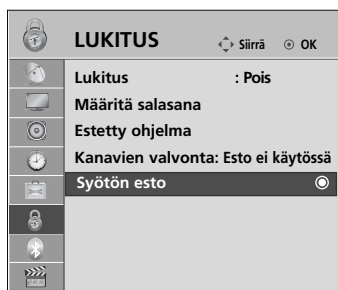 LUKITUS Siirrä OK
Lukitus : Pois
Määritä salasana
Estetty ohjelma
Kanavien valvonta: Esto ei käytössä
Syötön esto